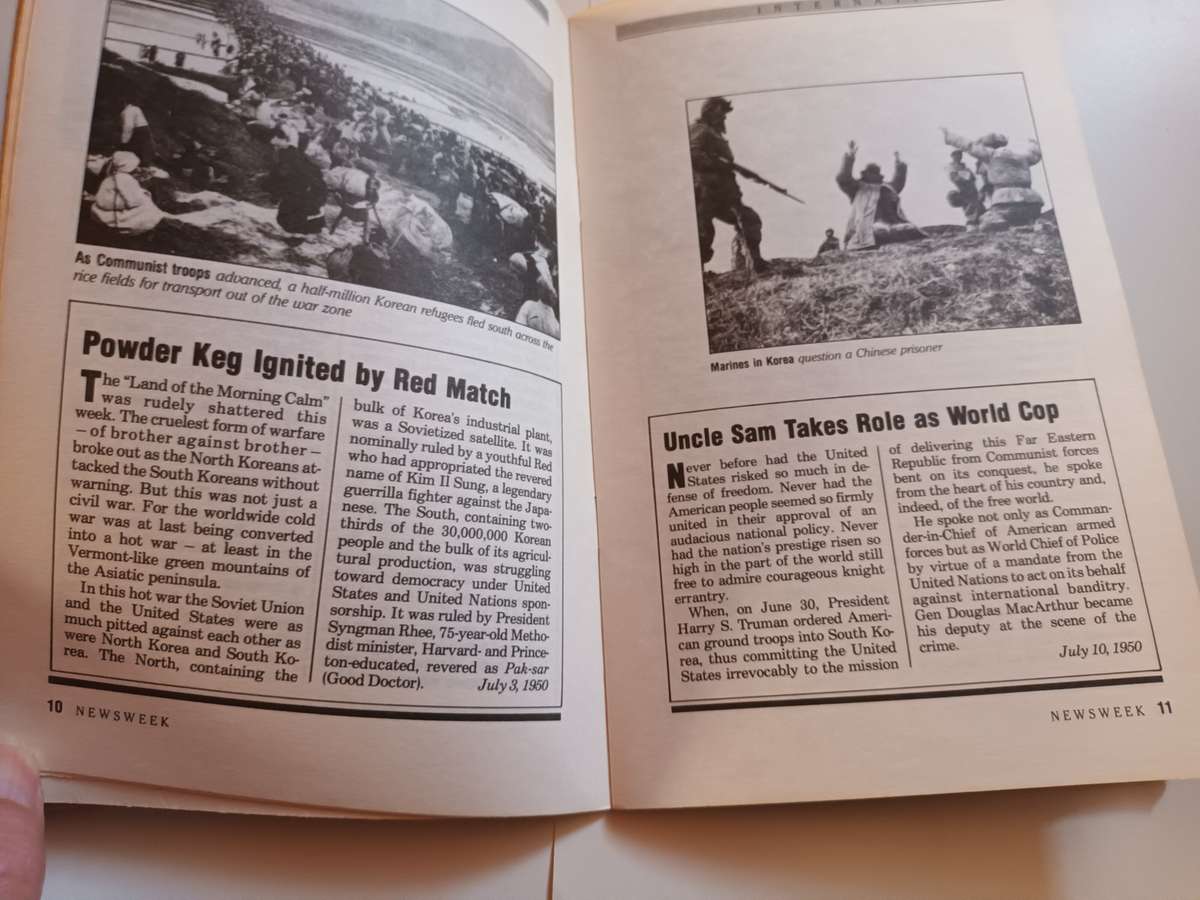 As Communist troops advanced, a half-million Korean refugees fled south across the
rice fields for transport out of the war zone
Powder Keg Ignited by Red Match
The "Land of the Morning Calm"
was rudely shattered this
week. The cruelest form of warfare
– of brother against brother –
broke out as the North Koreans at-
tacked the South Koreans without
warning. But this was not just a
civil war. For the worldwide cold
war was at last being converted
into a hot war – at least in the
Vermont-like green mountains of
the Asiatic peninsula.
In this hot war the Soviet Union
and the United States were as
much pitted against each other as
were North Korea and South Ko-
rea. The North, containing the
bulk of Korea's industrial plant,
was a Sovietized satellite. It was
nominally ruled by a youthful Red
who had appropriated the revered
name of Kim Il Sung, a legendary
guerrilla fighter against the Japa-
nese. The South, containing two-
thirds of the 30,000,000 Korean
people and the bulk of its agricul-
tural production, was struggling
toward democracy under United
States and United Nations spon-
sorship. It was ruled by President
Syngman Rhee, 75-year-old Metho-
dist minister, Harvard- and Prince-
ton-educated, revered as Pak-sar
(Good Doctor). July 3, 1950
10 NEWSWEEK
Marines in Korea question a Chinese prisoner
Uncle Sam Takes Role as World Cop
Never before had the United
States risked so much in de-
fense of freedom. Never had the
American people seemed so firmly
united in their approval of an
audacious national policy. Never
had the nation's prestige risen so
high in the part of the world still
free to admire courageous knight
errantry.
When, on June 30, President
Harry S. Truman ordered Ameri-
can ground troops into South Ko-
rea, thus committing the United
States irrevocably to the mission
of delivering this Far Eastern
Republic from Communist forces
bent on its conquest, he spoke
from the heart of his country and,
indeed, of the free world.
He spoke not only as Comman-
der-in-Chief of American armed
forces but as World Chief of Police
by virtue of a mandate from the
United Nations to act on its behalf
against international banditry.
Gen Douglas MacArthur became
his deputy at the scene of the
crime.
July 10, 1950
NEWSWEEK 11